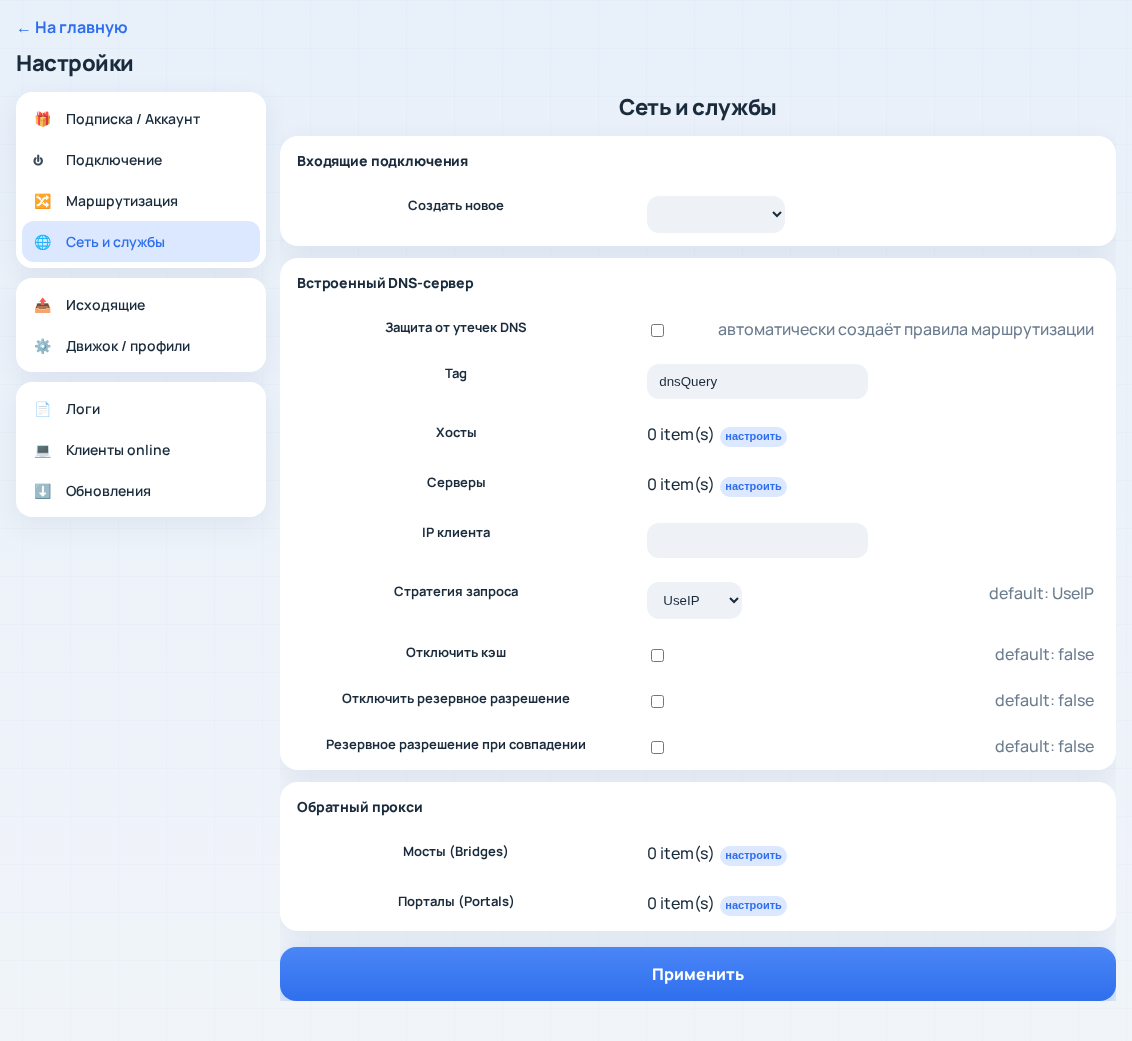 ← На главную
Настройки
Подписка / Аккаунт
Подключение
Маршрутизация
Сеть и службы
Исходящие
Движок / профили
Логи
Клиенты online
Обновления
Сеть и службы
Входящие подключения
Создать новое
Встроенный DNS-сервер
Защита от утечек DNS автоматически создаёт правила маршрутизации
Tag dnsQuery
Хосты 0 item(s) настроить
Серверы 0 item(s) настроить
IP клиента
Стратегия запроса UseIP default: UseIP
Отключить кэш default: false
Отключить резервное разрешение default: false
Резервное разрешение при совпадении default: false
Обратный прокси
Мосты (Bridges) 0 item(s) настроить
Порталы (Portals) 0 item(s) настроить
Применить